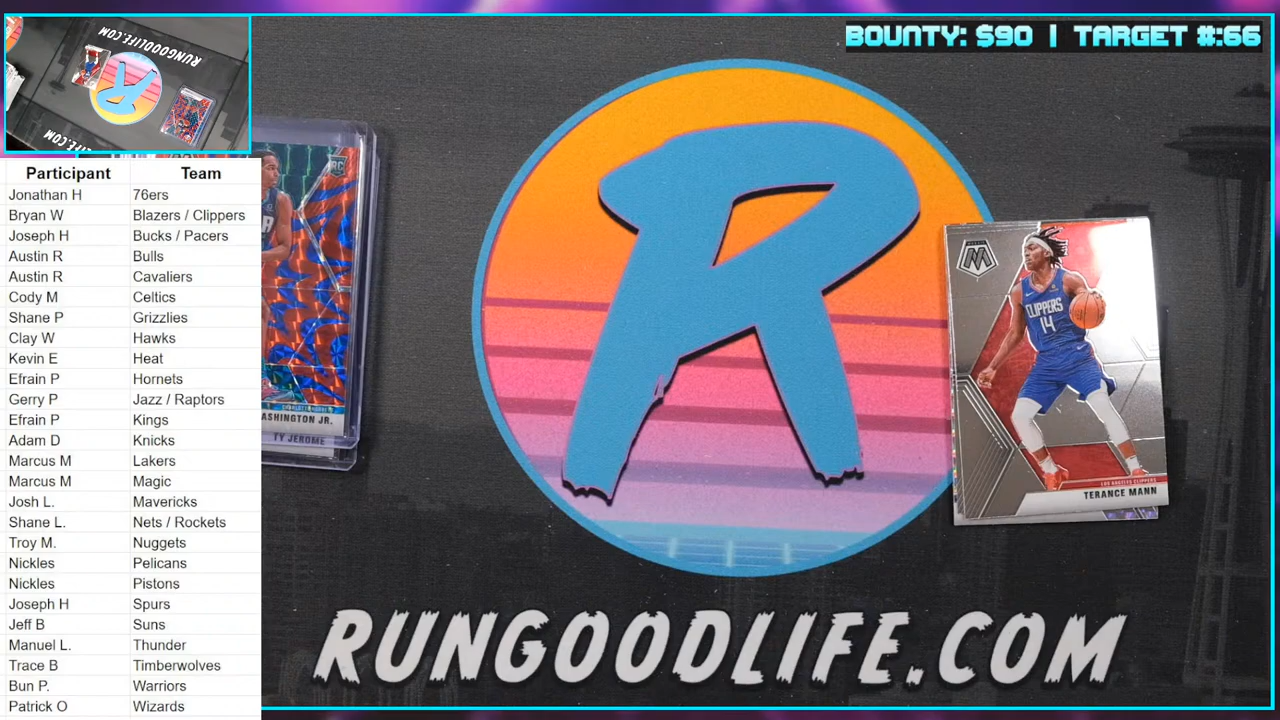 BOUNTY: $90 | TARGET #:66
RUNGOODLIFE.COM
R
.COM
Participant Team
Jonathan H 76ers
Bryan W Blazers / Clippers
Joseph H Bucks / Pacers
Austin R Bulls
Austin R Cavaliers
Cody M Celtics
Shane P Grizzlies
Clay W Hawks
Kevin E Heat
Efrain P Hornets
Gerry P Jazz / Raptors
Efrain P Kings
Adam D Knicks
Marcus M Lakers
Marcus M Magic
Josh L. Mavericks
Shane L. Nets / Rockets
Troy M. Nuggets
Nickles Pelicans
Nickles Pistons
Joseph H Spurs
Jeff B Suns
Manuel L. Thunder
Trace B Timberwolves
Bun P. Warriors
Patrick O Wizards
RC
ASHINGTON JR.
TY JEROME
R
M
CLIPPERS
14
LOS ANGELES CLIPPERS
TERANCE MANN
RUNGOODLIFE.COM